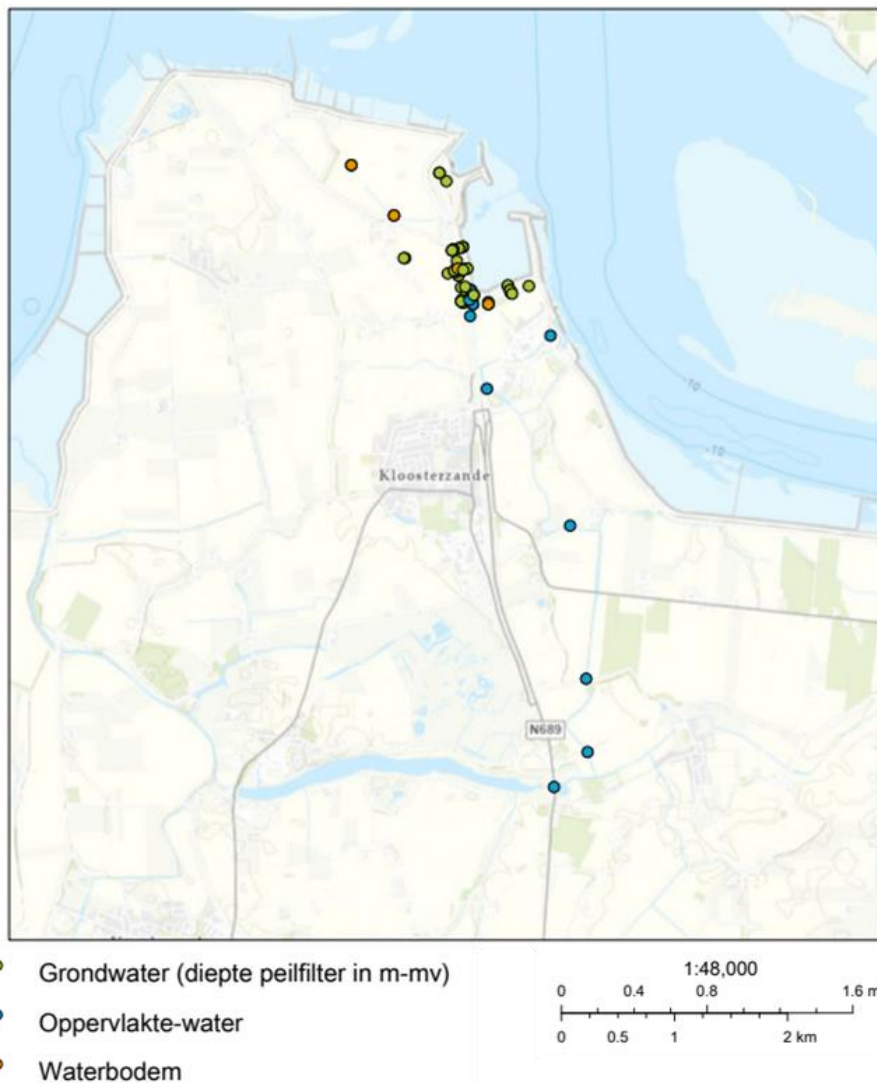 -10
-10
Kloosterzande
N689
Grondwater (diepte peilfilter in m-mv)
Oppervlakte-water
Waterbodem
1:48,000
0 0.4 0.8 1.6 m
0 0.5 1 2 km